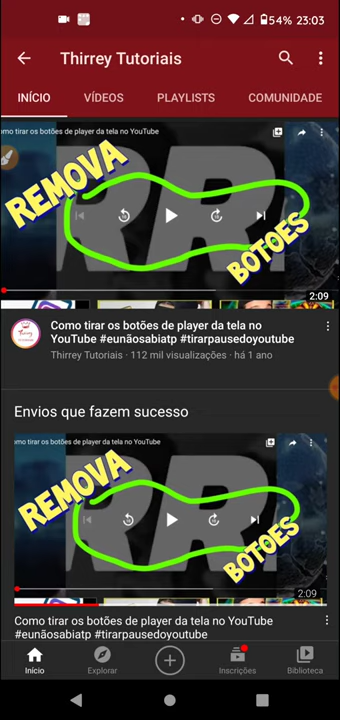 54% 23:03
Thirrey Tutoriais
INÍCIO VÍDEOS PLAYLISTS COMUNIDADE
omo tirar os botões de player da tela no YouTube
REMOVA
BOTOES
2:09
Como tirar os botões de player da tela no
YouTube #eunãosabiatp #tirarpausedoyoutube
Thirrey Tutoriais · 112 mil visualizações · há 1 ano
Envios que fazem sucesso
omo tirar os botões de player da tela no YouTube
REMOVA
BOTOES
2:09
Como tirar os botões de player da tela no YouTube
#eunãosabiatp #tirarpausedoyoutube
Início Explorar Inscrições Biblioteca